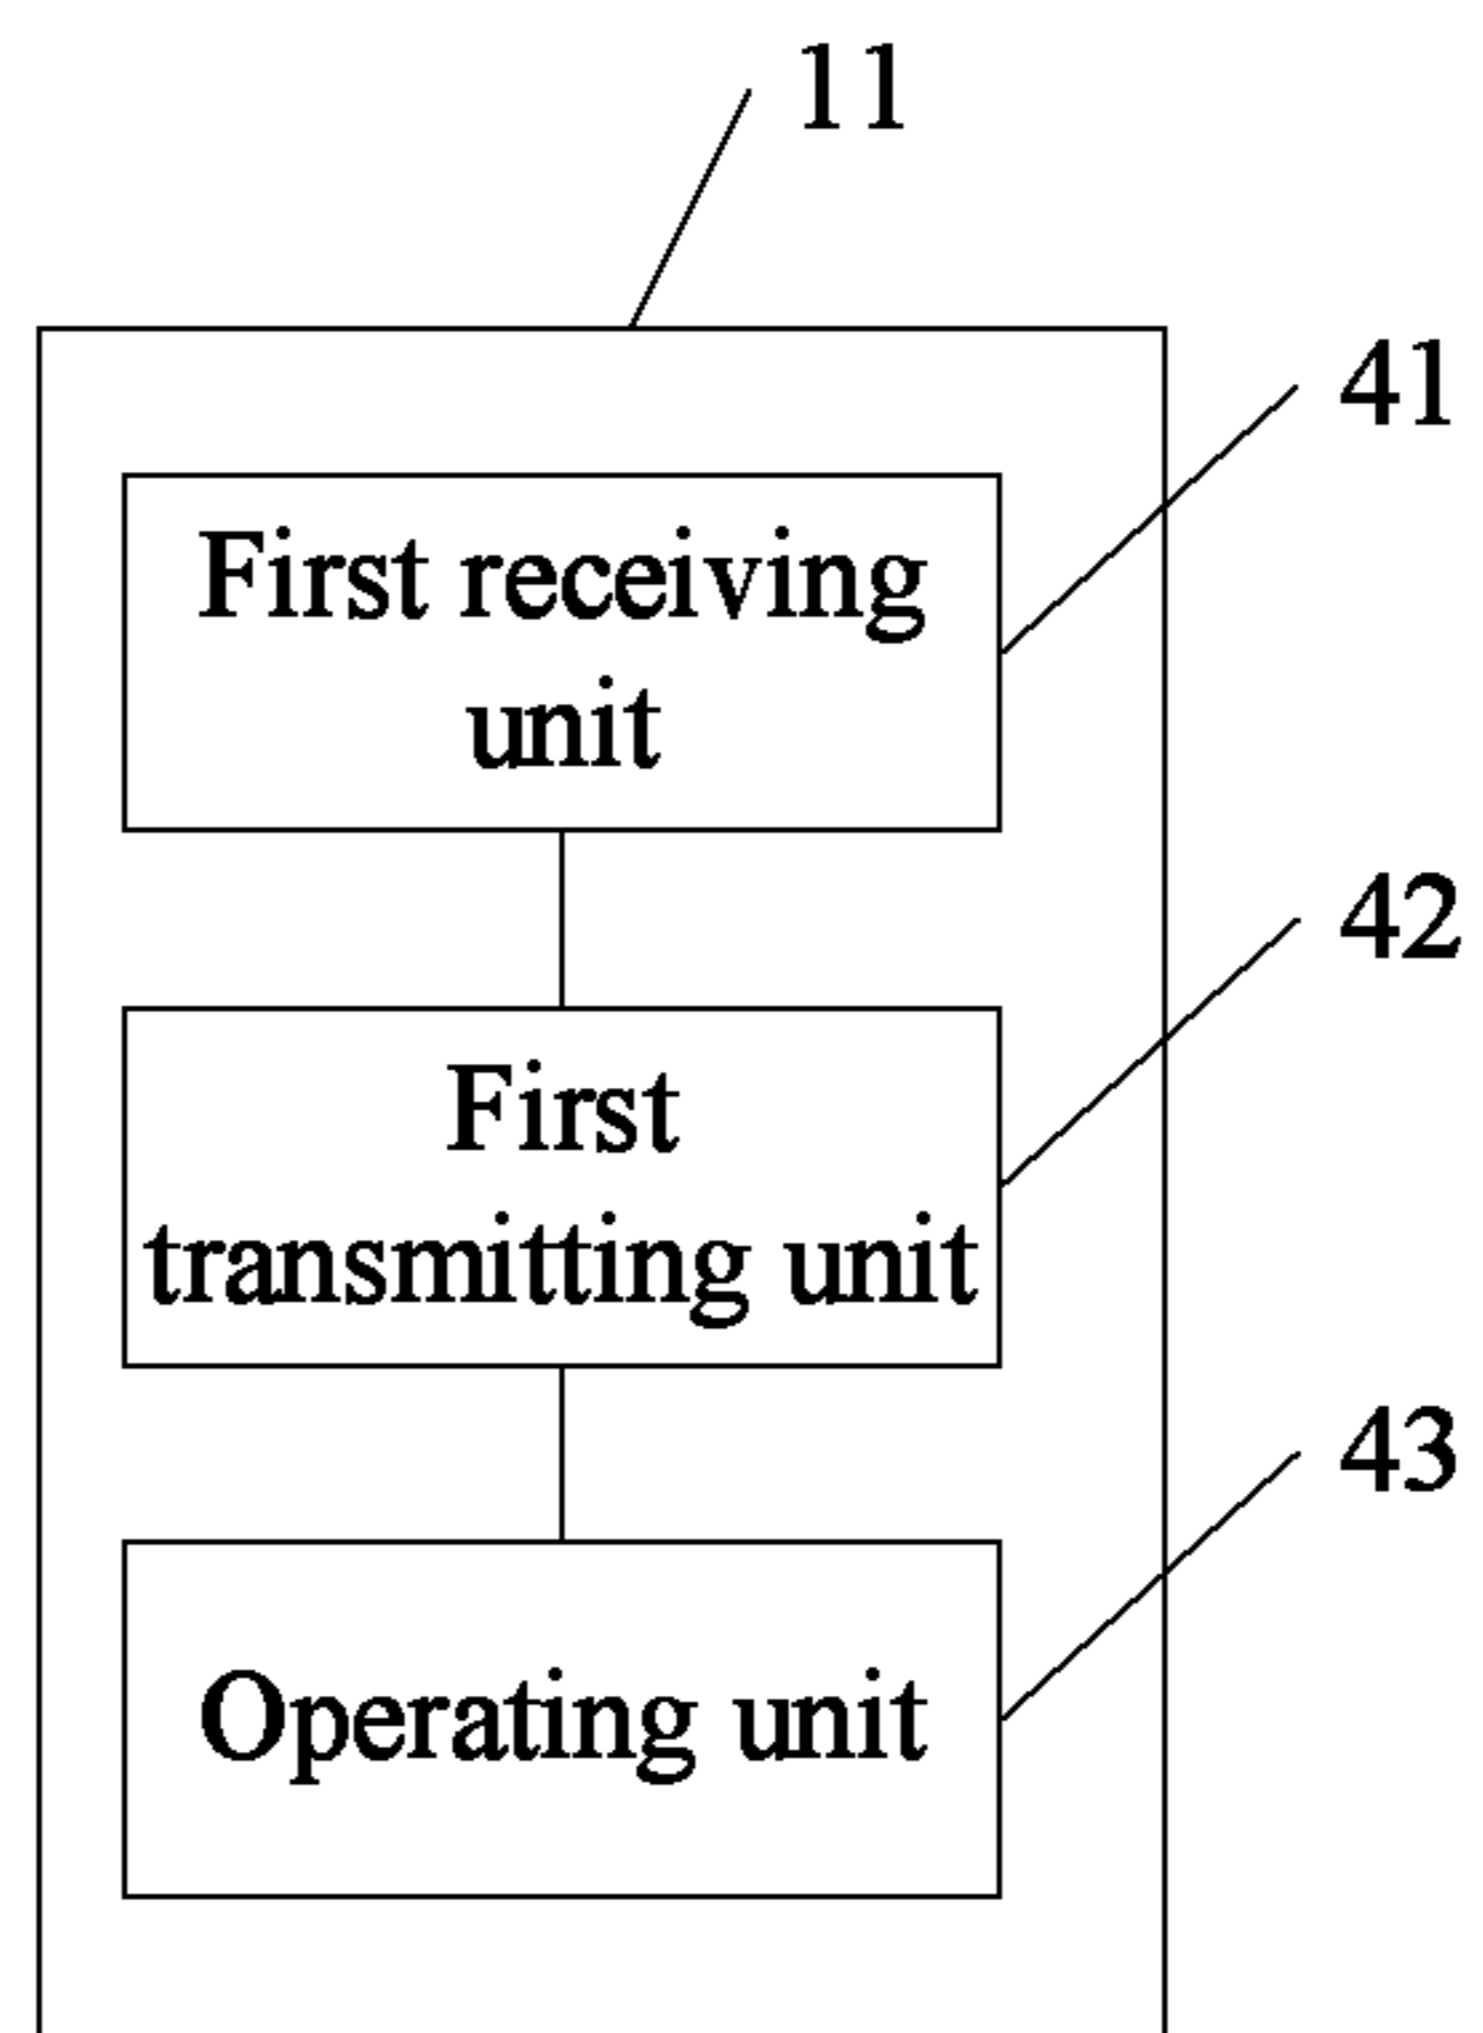 11
41
First receiving
unit
42
First
transmitting unit
43
Operating unit